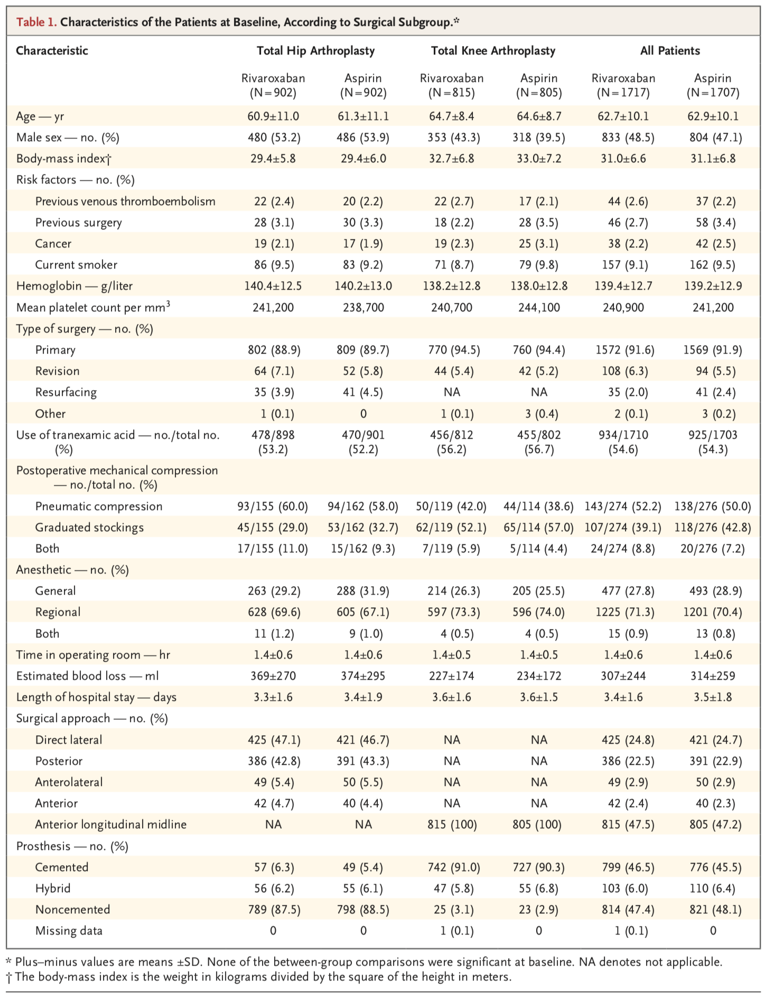 Table 1. Characteristics of the Patients at Baseline, According to Surgical Subgroup.*
Characteristic Total Hip Arthroplasty Total Knee Arthroplasty All Patients
Rivaroxaban (N=902) Aspirin (N=902) Rivaroxaban (N=815) Aspirin (N=805) Rivaroxaban (N=1717) Aspirin (N=1707)
Age — yr 60.9±11.0 61.3±11.1 64.7±8.4 64.6±8.7 62.7±10.1 62.9±10.1
Male sex — no. (%) 480 (53.2) 486 (53.9) 353 (43.3) 318 (39.5) 833 (48.5) 804 (47.1)
Body-mass index† 29.4±5.8 29.4±6.0 32.7±6.8 33.0±7.2 31.0±6.6 31.1±6.8
Risk factors — no. (%)
Previous venous thromboembolism 22 (2.4) 20 (2.2) 22 (2.7) 17 (2.1) 44 (2.6) 37 (2.2)
Previous surgery 28 (3.1) 30 (3.3) 18 (2.2) 28 (3.5) 46 (2.7) 58 (3.4)
Cancer 19 (2.1) 17 (1.9) 19 (2.3) 25 (3.1) 38 (2.2) 42 (2.5)
Current smoker 86 (9.5) 83 (9.2) 71 (8.7) 79 (9.8) 157 (9.1) 162 (9.5)
Hemoglobin — g/liter 140.4±12.5 140.2±13.0 138.2±12.8 138.0±12.8 139.4±12.7 139.2±12.9
Mean platelet count per mm³ 241,200 238,700 240,700 244,100 240,900 241,200
Type of surgery — no. (%)
Primary 802 (88.9) 809 (89.7) 770 (94.5) 760 (94.4) 1572 (91.6) 1569 (91.9)
Revision 64 (7.1) 52 (5.8) 44 (5.4) 42 (5.2) 108 (6.3) 94 (5.5)
Resurfacing 35 (3.9) 41 (4.5) NA NA 35 (2.0) 41 (2.4)
Other 1 (0.1) 0 1 (0.1) 3 (0.4) 2 (0.1) 3 (0.2)
Use of tranexamic acid — no./total no. 478/898 470/901 456/812 455/802 934/1710 925/1703
(%) (53.2) (52.2) (56.2) (56.7) (54.6) (54.3)
Postoperative mechanical compression
— no./total no. (%)
Pneumatic compression 93/155 (60.0) 94/162 (58.0) 50/119 (42.0) 44/114 (38.6) 143/274 (52.2) 138/276 (50.0)
Graduated stockings 45/155 (29.0) 53/162 (32.7) 62/119 (52.1) 65/114 (57.0) 107/274 (39.1) 118/276 (42.8)
Both 17/155 (11.0) 15/162 (9.3) 7/119 (5.9) 5/114 (4.4) 24/274 (8.8) 20/276 (7.2)
Anesthetic — no. (%)
General 263 (29.2) 288 (31.9) 214 (26.3) 205 (25.5) 477 (27.8) 493 (28.9)
Regional 628 (69.6) 605 (67.1) 597 (73.3) 596 (74.0) 1225 (71.3) 1201 (70.4)
Both 11 (1.2) 9 (1.0) 4 (0.5) 4 (0.5) 15 (0.9) 13 (0.8)
Time in operating room — hr 1.4±0.6 1.4±0.6 1.4±0.5 1.4±0.5 1.4±0.6 1.4±0.6
Estimated blood loss — ml 369±270 374±295 227±174 234±172 307±244 314±259
Length of hospital stay — days 3.3±1.6 3.4±1.9 3.6±1.6 3.6±1.5 3.4±1.6 3.5±1.8
Surgical approach — no. (%)
Direct lateral 425 (47.1) 421 (46.7) NA NA 425 (24.8) 421 (24.7)
Posterior 386 (42.8) 391 (43.3) NA NA 386 (22.5) 391 (22.9)
Anterolateral 49 (5.4) 50 (5.5) NA NA 49 (2.9) 50 (2.9)
Anterior 42 (4.7) 40 (4.4) NA NA 42 (2.4) 40 (2.3)
Anterior longitudinal midline NA NA 815 (100) 805 (100) 815 (47.5) 805 (47.2)
Prosthesis — no. (%)
Cemented 57 (6.3) 49 (5.4) 742 (91.0) 727 (90.3) 799 (46.5) 776 (45.5)
Hybrid 56 (6.2) 55 (6.1) 47 (5.8) 55 (6.8) 103 (6.0) 110 (6.4)
Noncemented 789 (87.5) 798 (88.5) 25 (3.1) 23 (2.9) 814 (47.4) 821 (48.1)
Missing data 0 0 1 (0.1) 0 1 (0.1) 0
* Plus–minus values are means ±SD. None of the between-group comparisons were significant at baseline. NA denotes not applicable.
† The body-mass index is the weight in kilograms divided by the square of the height in meters.